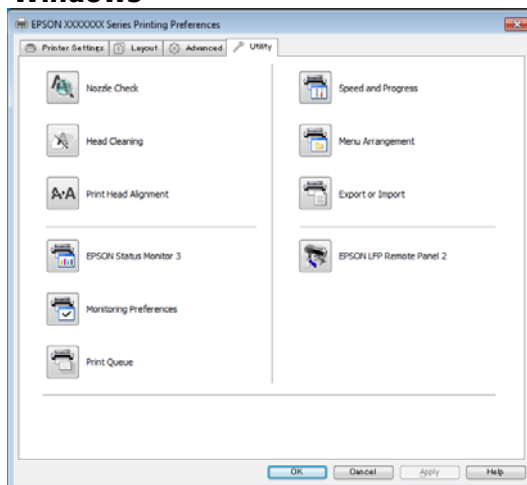 Windows
EPSON XXXXXXX Series Printing Preferences
Printer Settings Layout Advanced Utility
Nozzle Check
Speed and Progress
Head Cleaning
Menu Arrangement
A·A Print Head Alignment
Export or Import
EPSON Status Monitor 3
EPSON LFP Remote Panel 2
Monitoring Preferences
Print Queue
OK Cancel Apply Help